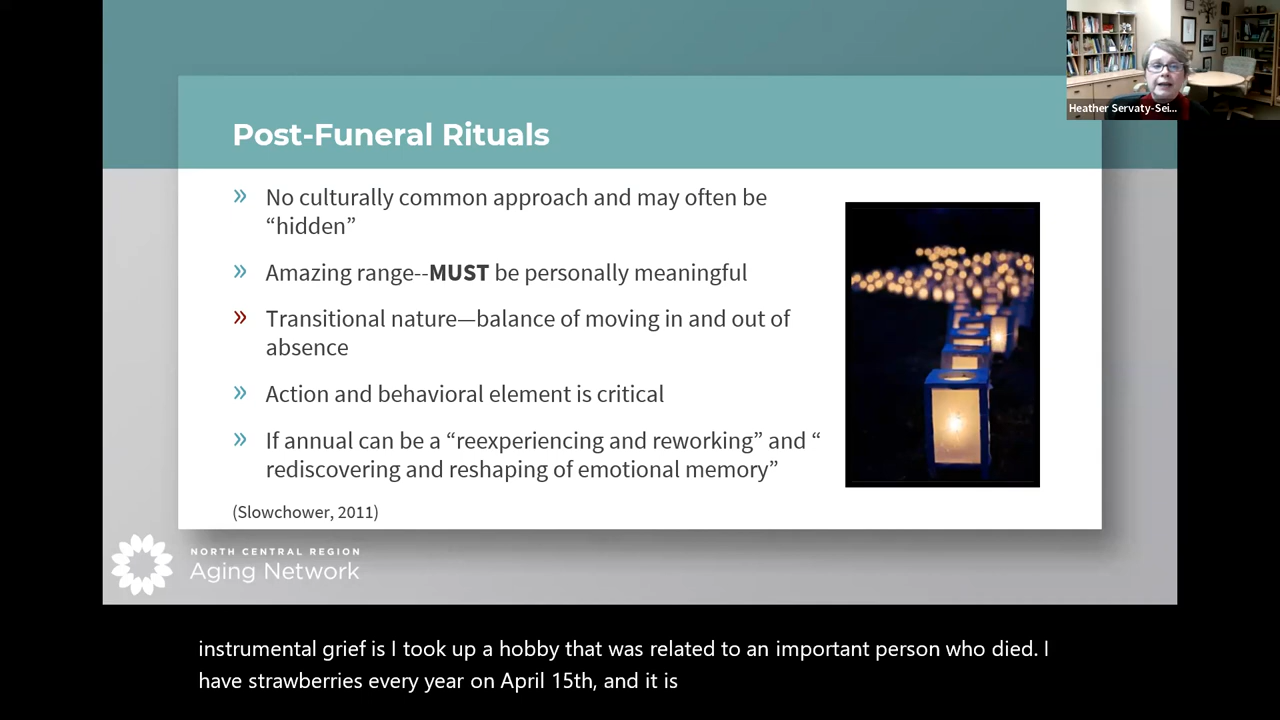 Heather Servaty-Sei...
Post-Funeral Rituals
» No culturally common approach and may often be
“hidden”
» Amazing range--MUST be personally meaningful
» Transitional nature—balance of moving in and out of
absence
» Action and behavioral element is critical
» If annual can be a “reexperiencing and reworking” and “
rediscovering and reshaping of emotional memory”
(Slowchower, 2011)
NORTH CENTRAL REGION
Aging Network
instrumental grief is I took up a hobby that was related to an important person who died. I
have strawberries every year on April 15th, and it is